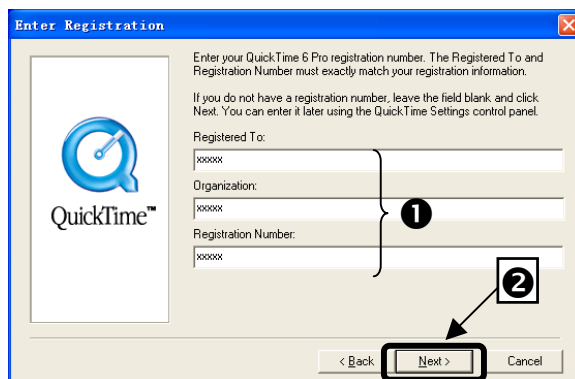 Enter Registration
Enter your QuickTime 6 Pro registration number. The Registered To and
Registration Number must exactly match your registration information.
If you do not have a registration number, leave the field blank and click
Next. You can enter it later using the QuickTime Settings control panel.
Registered To:
xxxxx
Organization:
xxxxx
Registration Number:
xxxxx
QuickTime™
❶
❷
< Back
Next >
Cancel